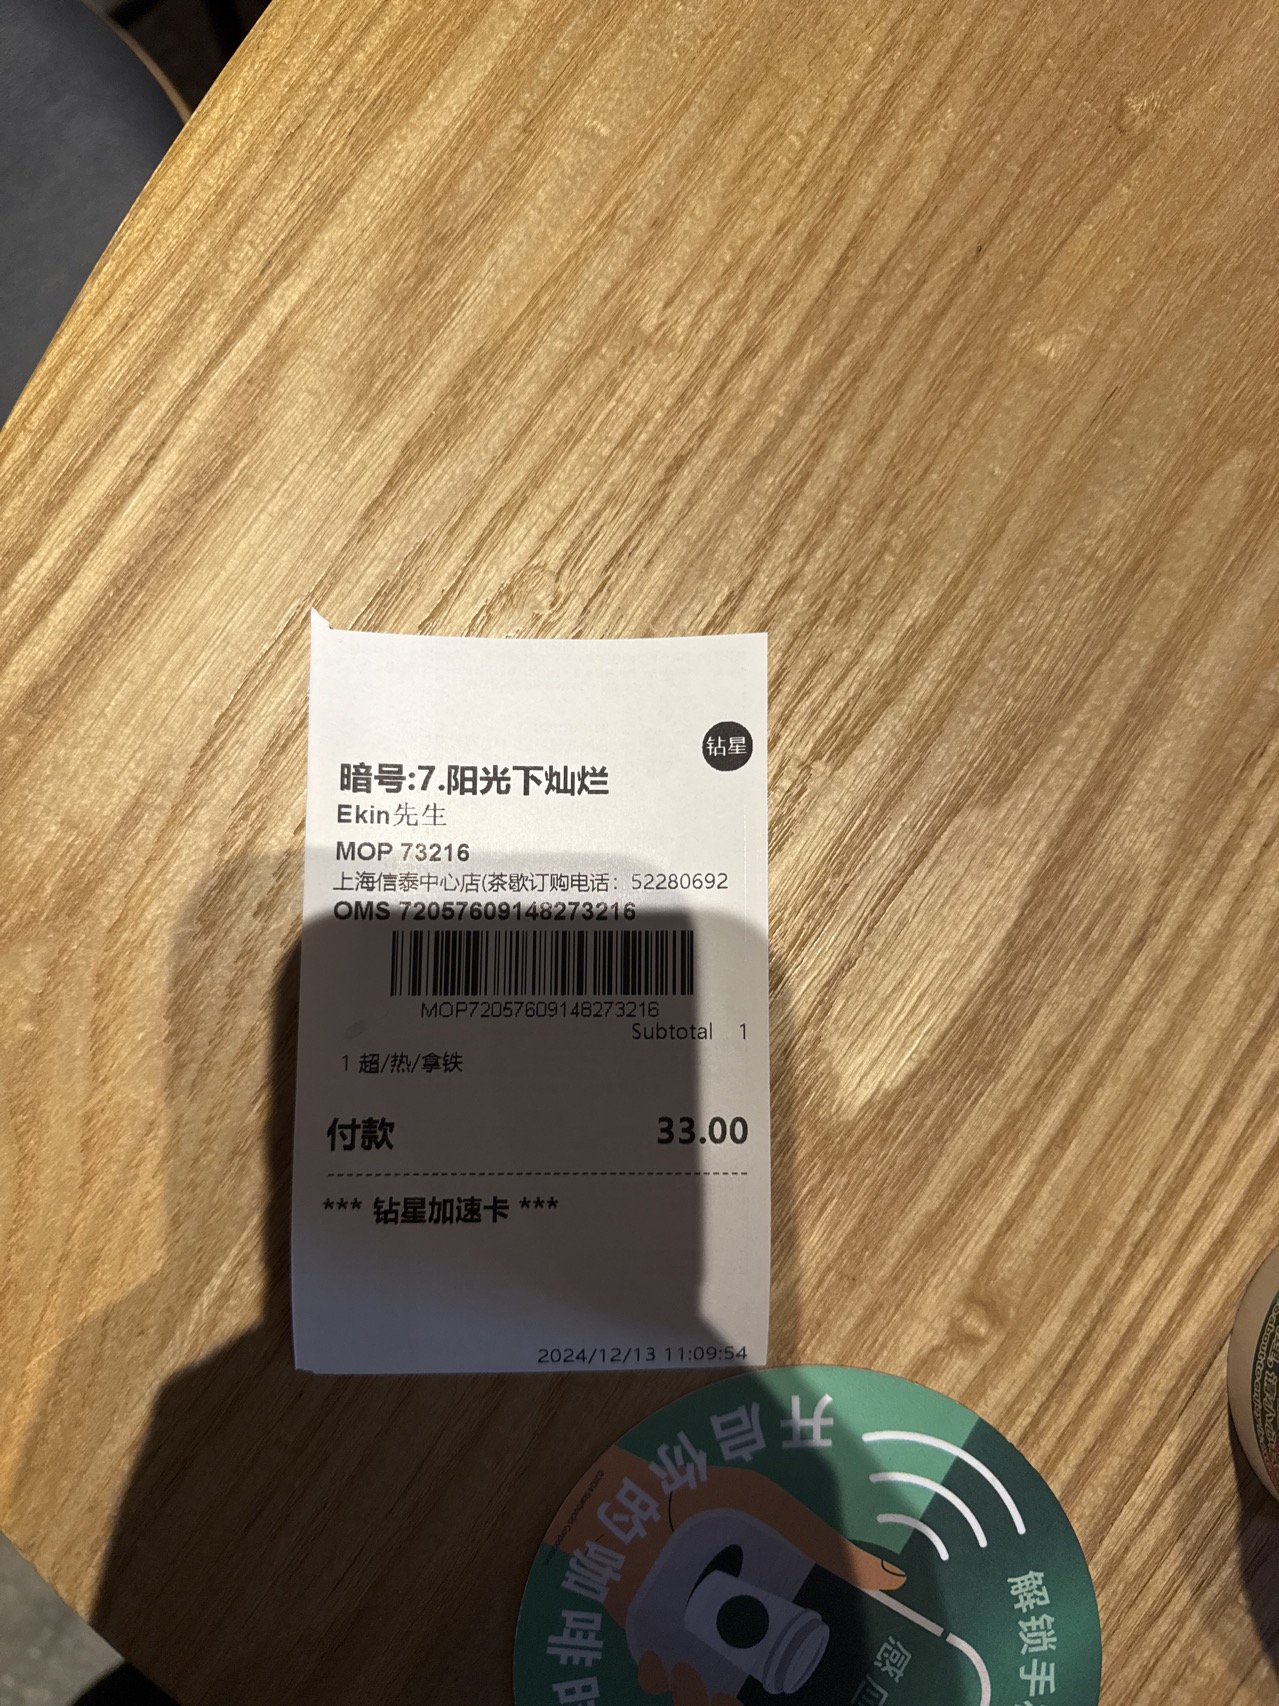 钻星
暗号:7.阳光下灿烂
Ekin先生
MOP 73216
上海信泰中心店(茶歇订购电话：52280692
OMS 72057609148273216
MOP72057609148273216
Subtotal 1
1 超/热/拿铁
付款 33.00
*** 钻星加速卡 ***
2024/12/13 11:09:54
开启你的咖啡
解锁手
感应